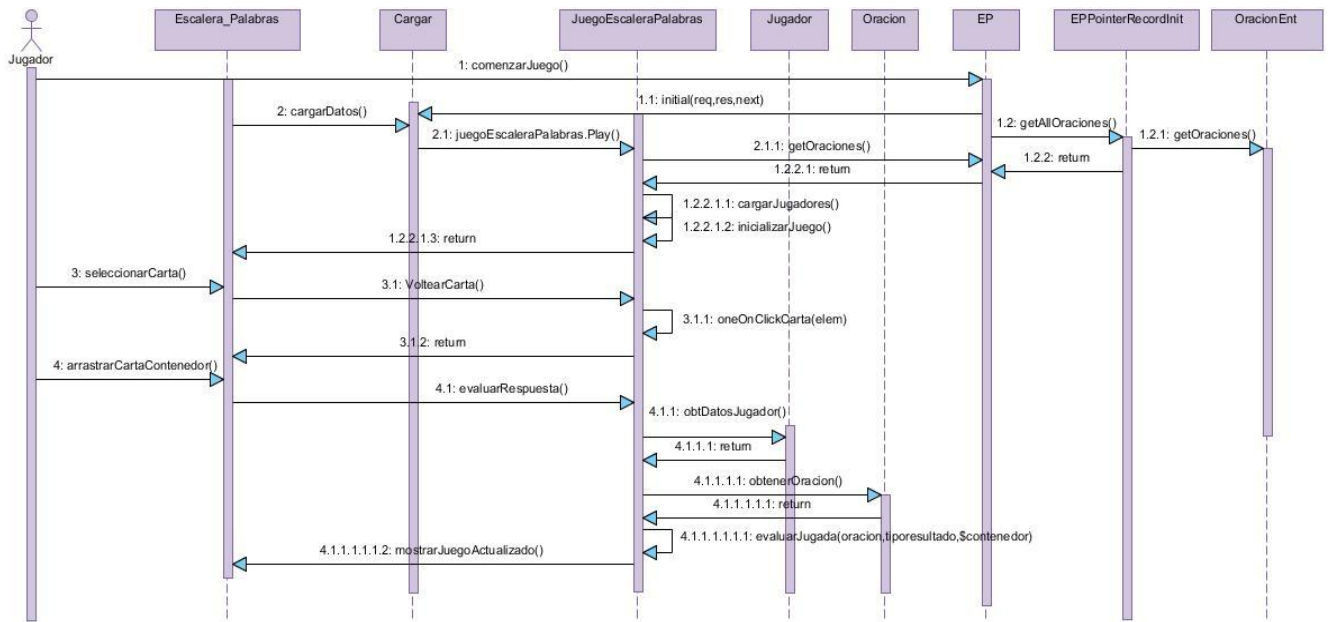 Escalera_Palabras
Cargar
JuegoEscaleraPalabras
Jugador
Oracion
EP
EPPointerRecordInit
OracionEnt
Jugador
1: comenzarJuego()
1.1: initial(req,res,next)
2: cargarDatos()
1.2: getAllOraciones()
2.1: juegoEscaleraPalabras.Play()
1.2.1: getOraciones()
2.1.1: getOraciones()
1.2.2: return
1.2.2.1: return
1.2.2.1.1: cargarJugadores()
1.2.2.1.2: inicializarJuego()
1.2.2.1.3: return
3: seleccionarCarta()
3.1: VoltearCarta()
3.1.1: oneOnClickCarta(elem)
3.1.2: return
4: arrastrarCartaContenedor()
4.1: evaluarRespuesta()
4.1.1: obtDatosJugador()
4.1.1.1: return
4.1.1.1.1: obtenerOracion()
4.1.1.1.1.1: return
4.1.1.1.1.1.1: evaluarJugada(oracion,tiporesultado,$contenedor)
4.1.1.1.1.1.2: mostrarJuegoActualizado()